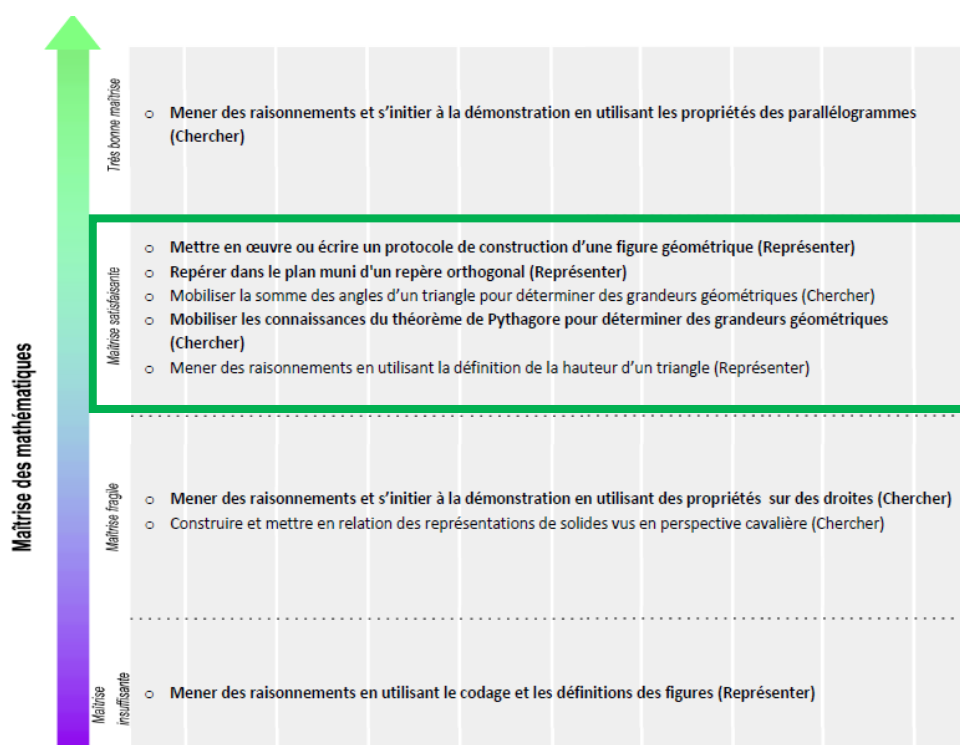 Maîtrise des mathématiques
Très bonne maîtrise
o Mener des raisonnements et s'initier à la démonstration en utilisant les propriétés des parallélogrammes
(Chercher)
Maîtrise satisfaisante
o Mettre en œuvre ou écrire un protocole de construction d'une figure géométrique (Représenter)
o Repérer dans le plan muni d'un repère orthogonal (Représenter)
o Mobiliser la somme des angles d'un triangle pour déterminer des grandeurs géométriques (Chercher)
o Mobiliser les connaissances du théorème de Pythagore pour déterminer des grandeurs géométriques
(Chercher)
o Mener des raisonnements en utilisant la définition de la hauteur d'un triangle (Représenter)
Maîtrise fragile
o Mener des raisonnements et s'initier à la démonstration en utilisant des propriétés sur des droites (Chercher)
o Construire et mettre en relation des représentations de solides vus en perspective cavalière (Chercher)
Maîtrise
insuffisante
o Mener des raisonnements en utilisant le codage et les définitions des figures (Représenter)